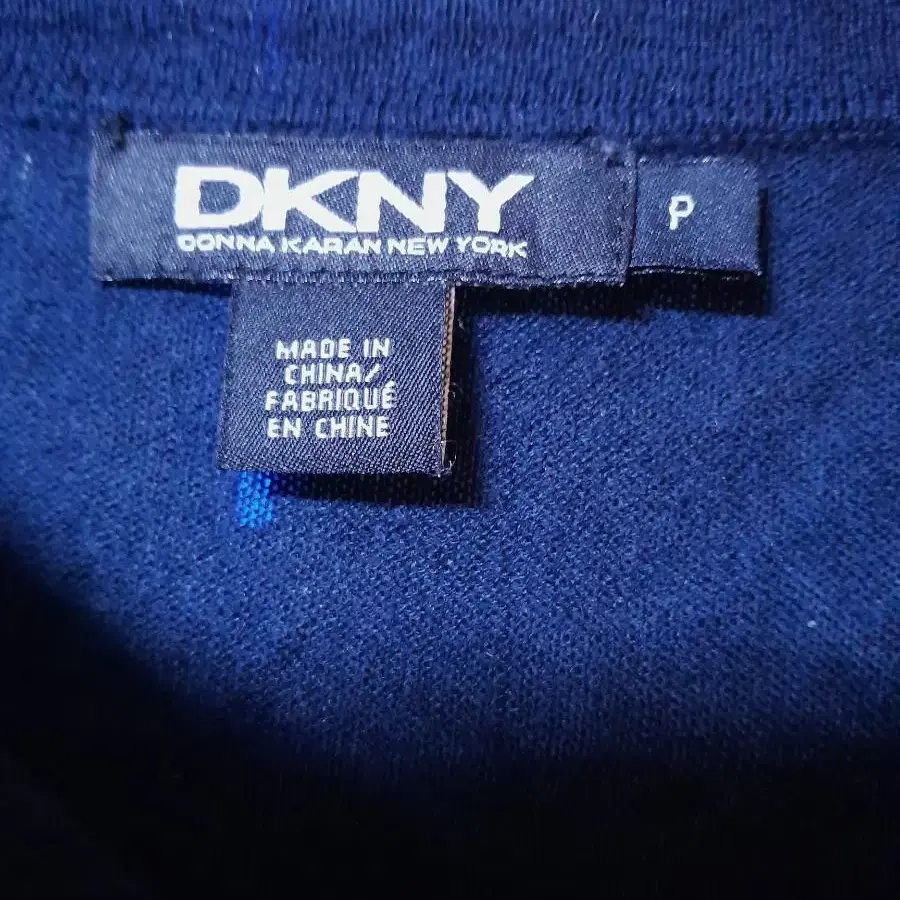 DKNY
DONNA KARAN NEW YORK
P
MADE IN
CHINA/
FABRIQUÉ
EN CHINE